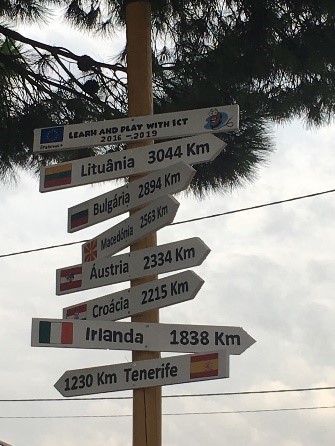 LEARN AND PLAY WITH ICT
2016 - 2019
Lituânia 3044 Km
Bulgária 2894 Km
Macedónia 2563 Km
Áustria 2334 Km
Croácia 2215 Km
Irlanda 1838 Km
1230 Km Tenerife